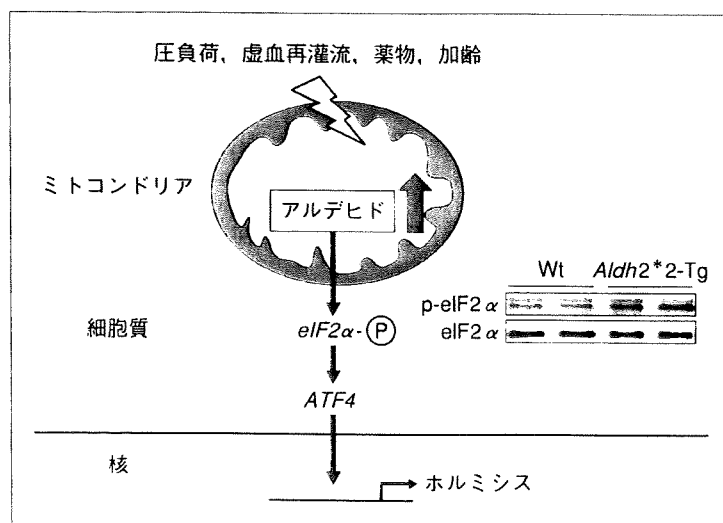 圧負荷，虚血再灌流，薬物，加齢
ミトコンドリア
アルデヒド
Wt Aldh2*2-Tg
p-eIF2α
eIF2α
細胞質
eIF2α-Ⓟ
ATF4
核
ホルミシス